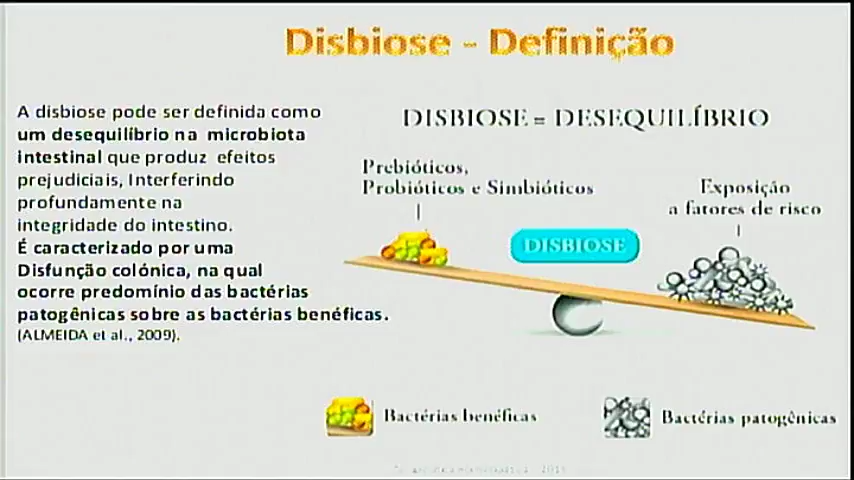 Disbiose – Definição
A disbiose pode ser definida como
um desequilíbrio na microbiota
intestinal que produz efeitos
prejudiciais, Interferindo
profundamente na
integridade do intestino.
É caracterizado por uma
Disfunção colónica, na qual
ocorre predomínio das bactérias
patogênicas sobre as bactérias benéficas.
(ALMEIDA et al., 2009).
DISBIOSE = DESEQUILÍBRIO
Prebióticos,
Probióticos e Simbióticos
Exposição
a fatores de risco
DISBIOSE
Bactérias benéficas
Bactérias patogênicas